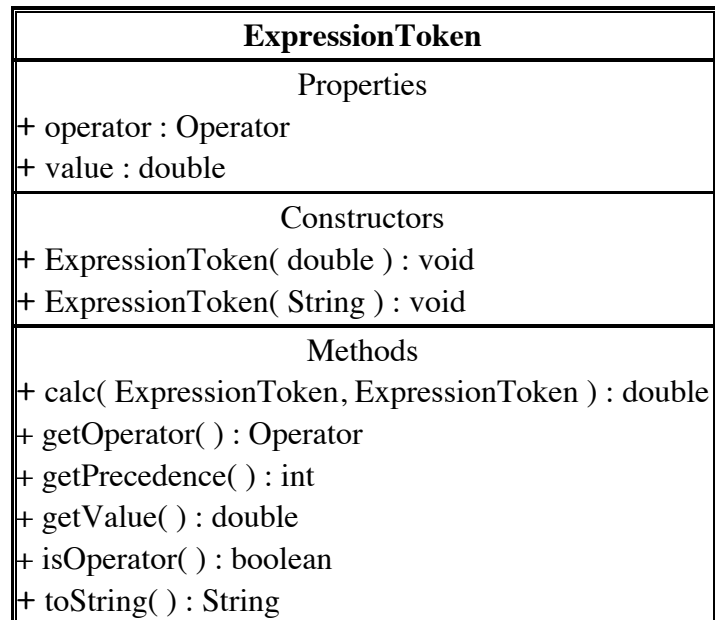 ExpressionToken
Properties
+ operator : Operator
+ value : double
Constructors
+ ExpressionToken( double ) : void
+ ExpressionToken( String ) : void
Methods
+ calc( ExpressionToken, ExpressionToken ) : double
+ getOperator( ) : Operator
+ getPrecedence( ) : int
+ getValue( ) : double
+ isOperator( ) : boolean
+ toString( ) : String